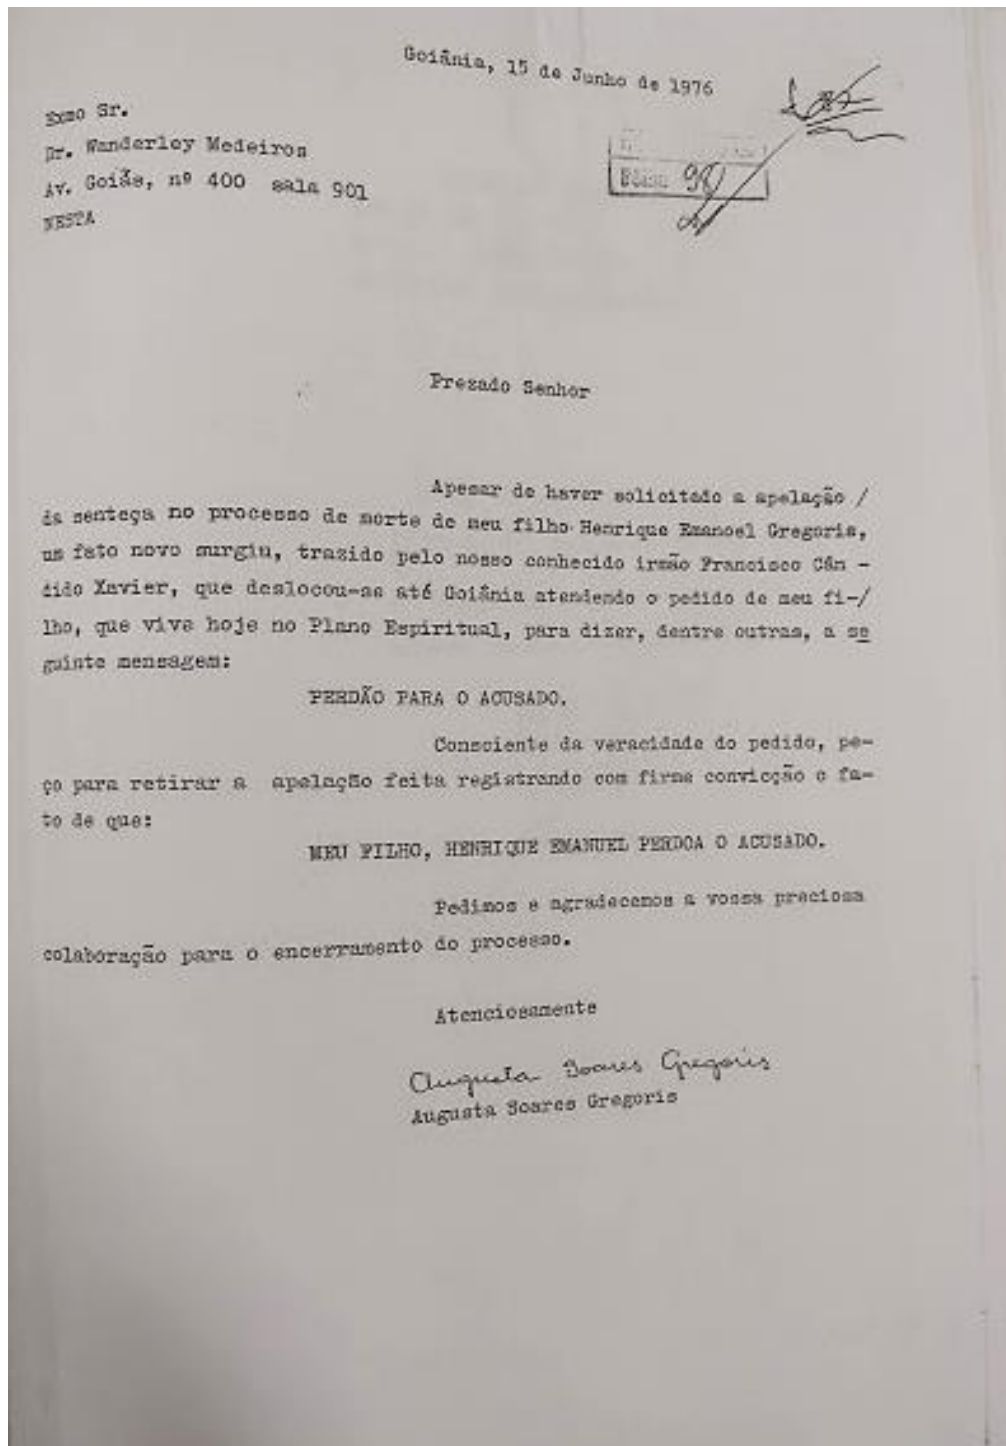 Goiânia, 15 de Junho de 1976
Exmo Sr.
Dr. Wanderley Medeiros
Av. Goiás, nº 400 sala 901
NESTA
Prezado Senhor
Apesar de haver solicitado a apelação /
da senteça no processo de morte de meu filho Henrique Emanoel Gregoris,
um fato novo surgiu, trazido pelo nosso conhecido irmão Francisco Cân -
dido Xavier, que deslocou-se até Goiânia atendendo o pedido de meu fi-/
lho, que vive hoje no Plano Espiritual, para dizer, dentre outras, a se
guinte mensagem:
PERDÃO PARA O ACUSADO.
Consciente da veracidade do pedido, pe-
ço para retirar a apelação feita registrando com firme convicção o fa-
to de que:
MEU FILHO, HENRIQUE EMANUEL PERDOA O ACUSADO.
Pedimos e agradecemos a vossa preciosa
colaboração para o encerramento do processo.
Atenciosamente
Augusta Soares Gregoris
Augusta Soares Gregoris